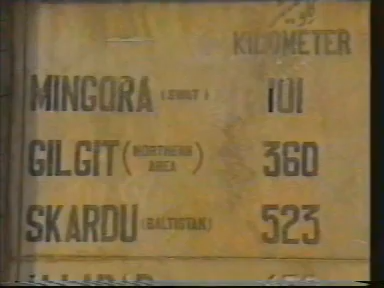 KILOMETER
MINGORA (SWAT) 101
GILGIT (NORTHERN AREA) 360
SKARDU (BALTISTAN) 523